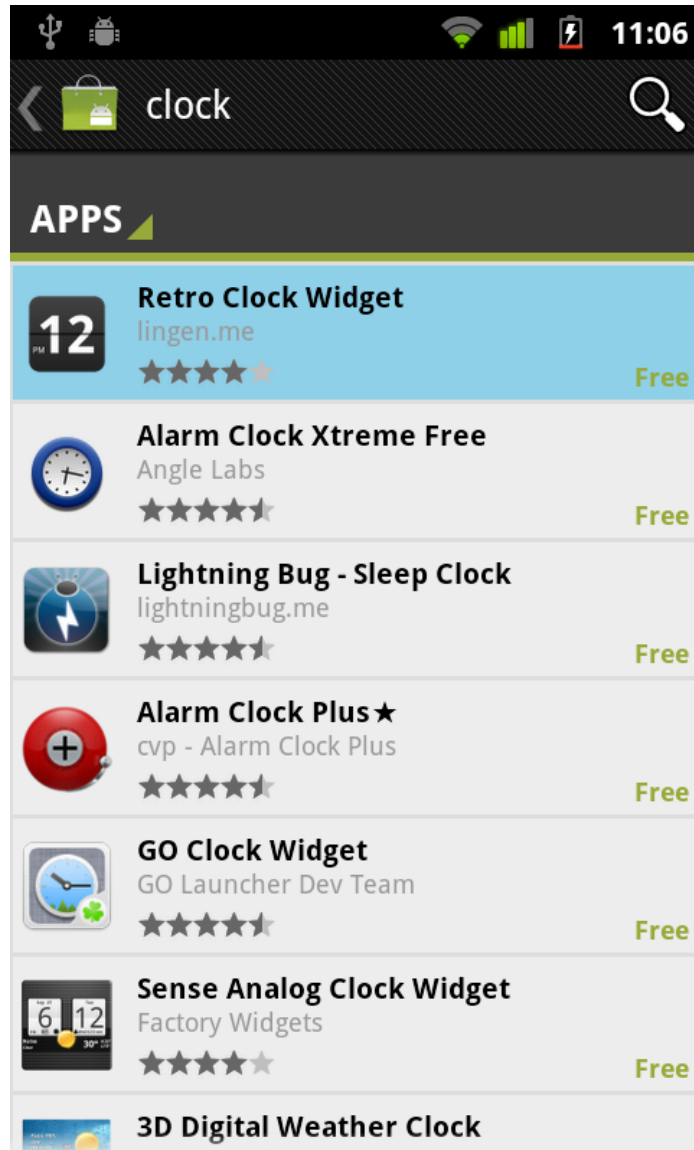 11:06
clock
APPS
12
PM
Retro Clock Widget
lingen.me
Free
Alarm Clock Xtreme Free
Angle Labs
Free
Lightning Bug - Sleep Clock
lightningbug.me
Free
Alarm Clock Plus★
cvp - Alarm Clock Plus
Free
GO Clock Widget
GO Launcher Dev Team
Free
6 12
30°
Sense Analog Clock Widget
Factory Widgets
Free
3D Digital Weather Clock